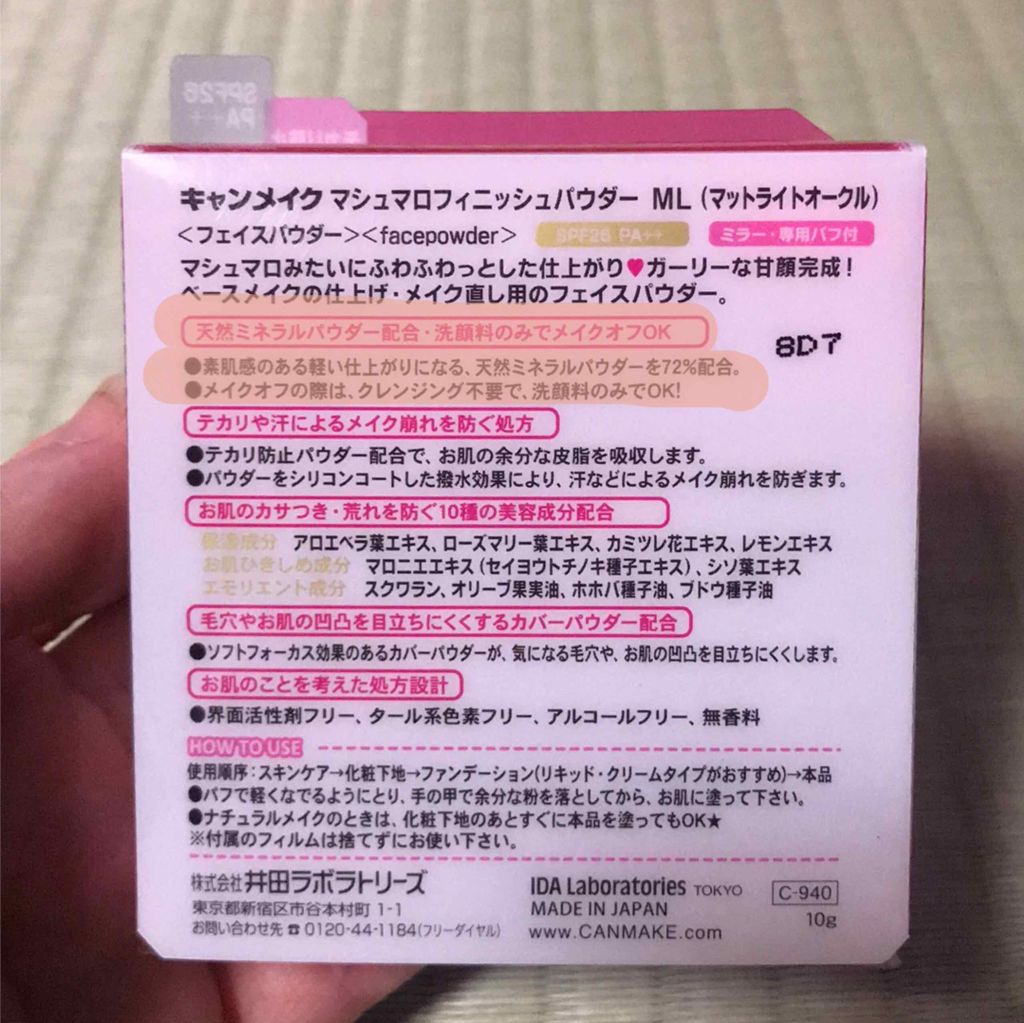 SPF26
PA++
キャンメイク マシュマロフィニッシュパウダー ML (マットライトオークル)
<フェイスパウダー><facepowder> SPF26 PA++ ミラー・専用パフ付
マシュマロみたいにふわふわっとした仕上がり♥ガーリーな甘顔完成!
ベースメイクの仕上げ・メイク直し用のフェイスパウダー。
天然ミネラルパウダー配合・洗顔料のみでメイクオフOK
8D7
●素肌感のある軽い仕上がりになる、天然ミネラルパウダーを72%配合。
●メイクオフの際は、クレンジング不要で、洗顔料のみでOK!
テカリや汗によるメイク崩れを防ぐ処方
●テカリ防止パウダー配合で、お肌の余分な皮脂を吸収します。
●パウダーをシリコンコートした撥水効果により、汗などによるメイク崩れを防ぎます。
お肌のカサつき・荒れを防ぐ10種の美容成分配合
保湿成分 アロエベラ葉エキス、ローズマリー葉エキス、カミツレ花エキス、レモンエキス
お肌ひきしめ成分 マロニエエキス(セイヨウトチノキ種子エキス)、シソ葉エキス
エモリエント成分 スクワラン、オリーブ果実油、ホホバ種子油、ブドウ種子油
毛穴やお肌の凹凸を目立ちにくくするカバーパウダー配合
●ソフトフォーカス効果のあるカバーパウダーが、気になる毛穴や、お肌の凹凸を目立ちにくくします。
お肌のことを考えた処方設計
●界面活性剤フリー、タール系色素フリー、アルコールフリー、無香料
HOW TO USE
使用順序:スキンケア→化粧下地→ファンデーション(リキッド・クリームタイプがおすすめ)→本品
●パフで軽くなでるようにとり、手の甲で余分な粉を落としてから、お肌に塗って下さい。
●ナチュラルメイクのときは、化粧下地のあとすぐに本品を塗ってもOK★
※付属のフィルムは捨てずにお使い下さい。
株式会社 井田ラボラトリーズ
東京都新宿区市谷本村町 1-1
お問い合わせ先 ☎ 0120-44-1184(フリーダイヤル)
IDA Laboratories TOKYO
MADE IN JAPAN
www.CANMAKE.com
C-940
10g